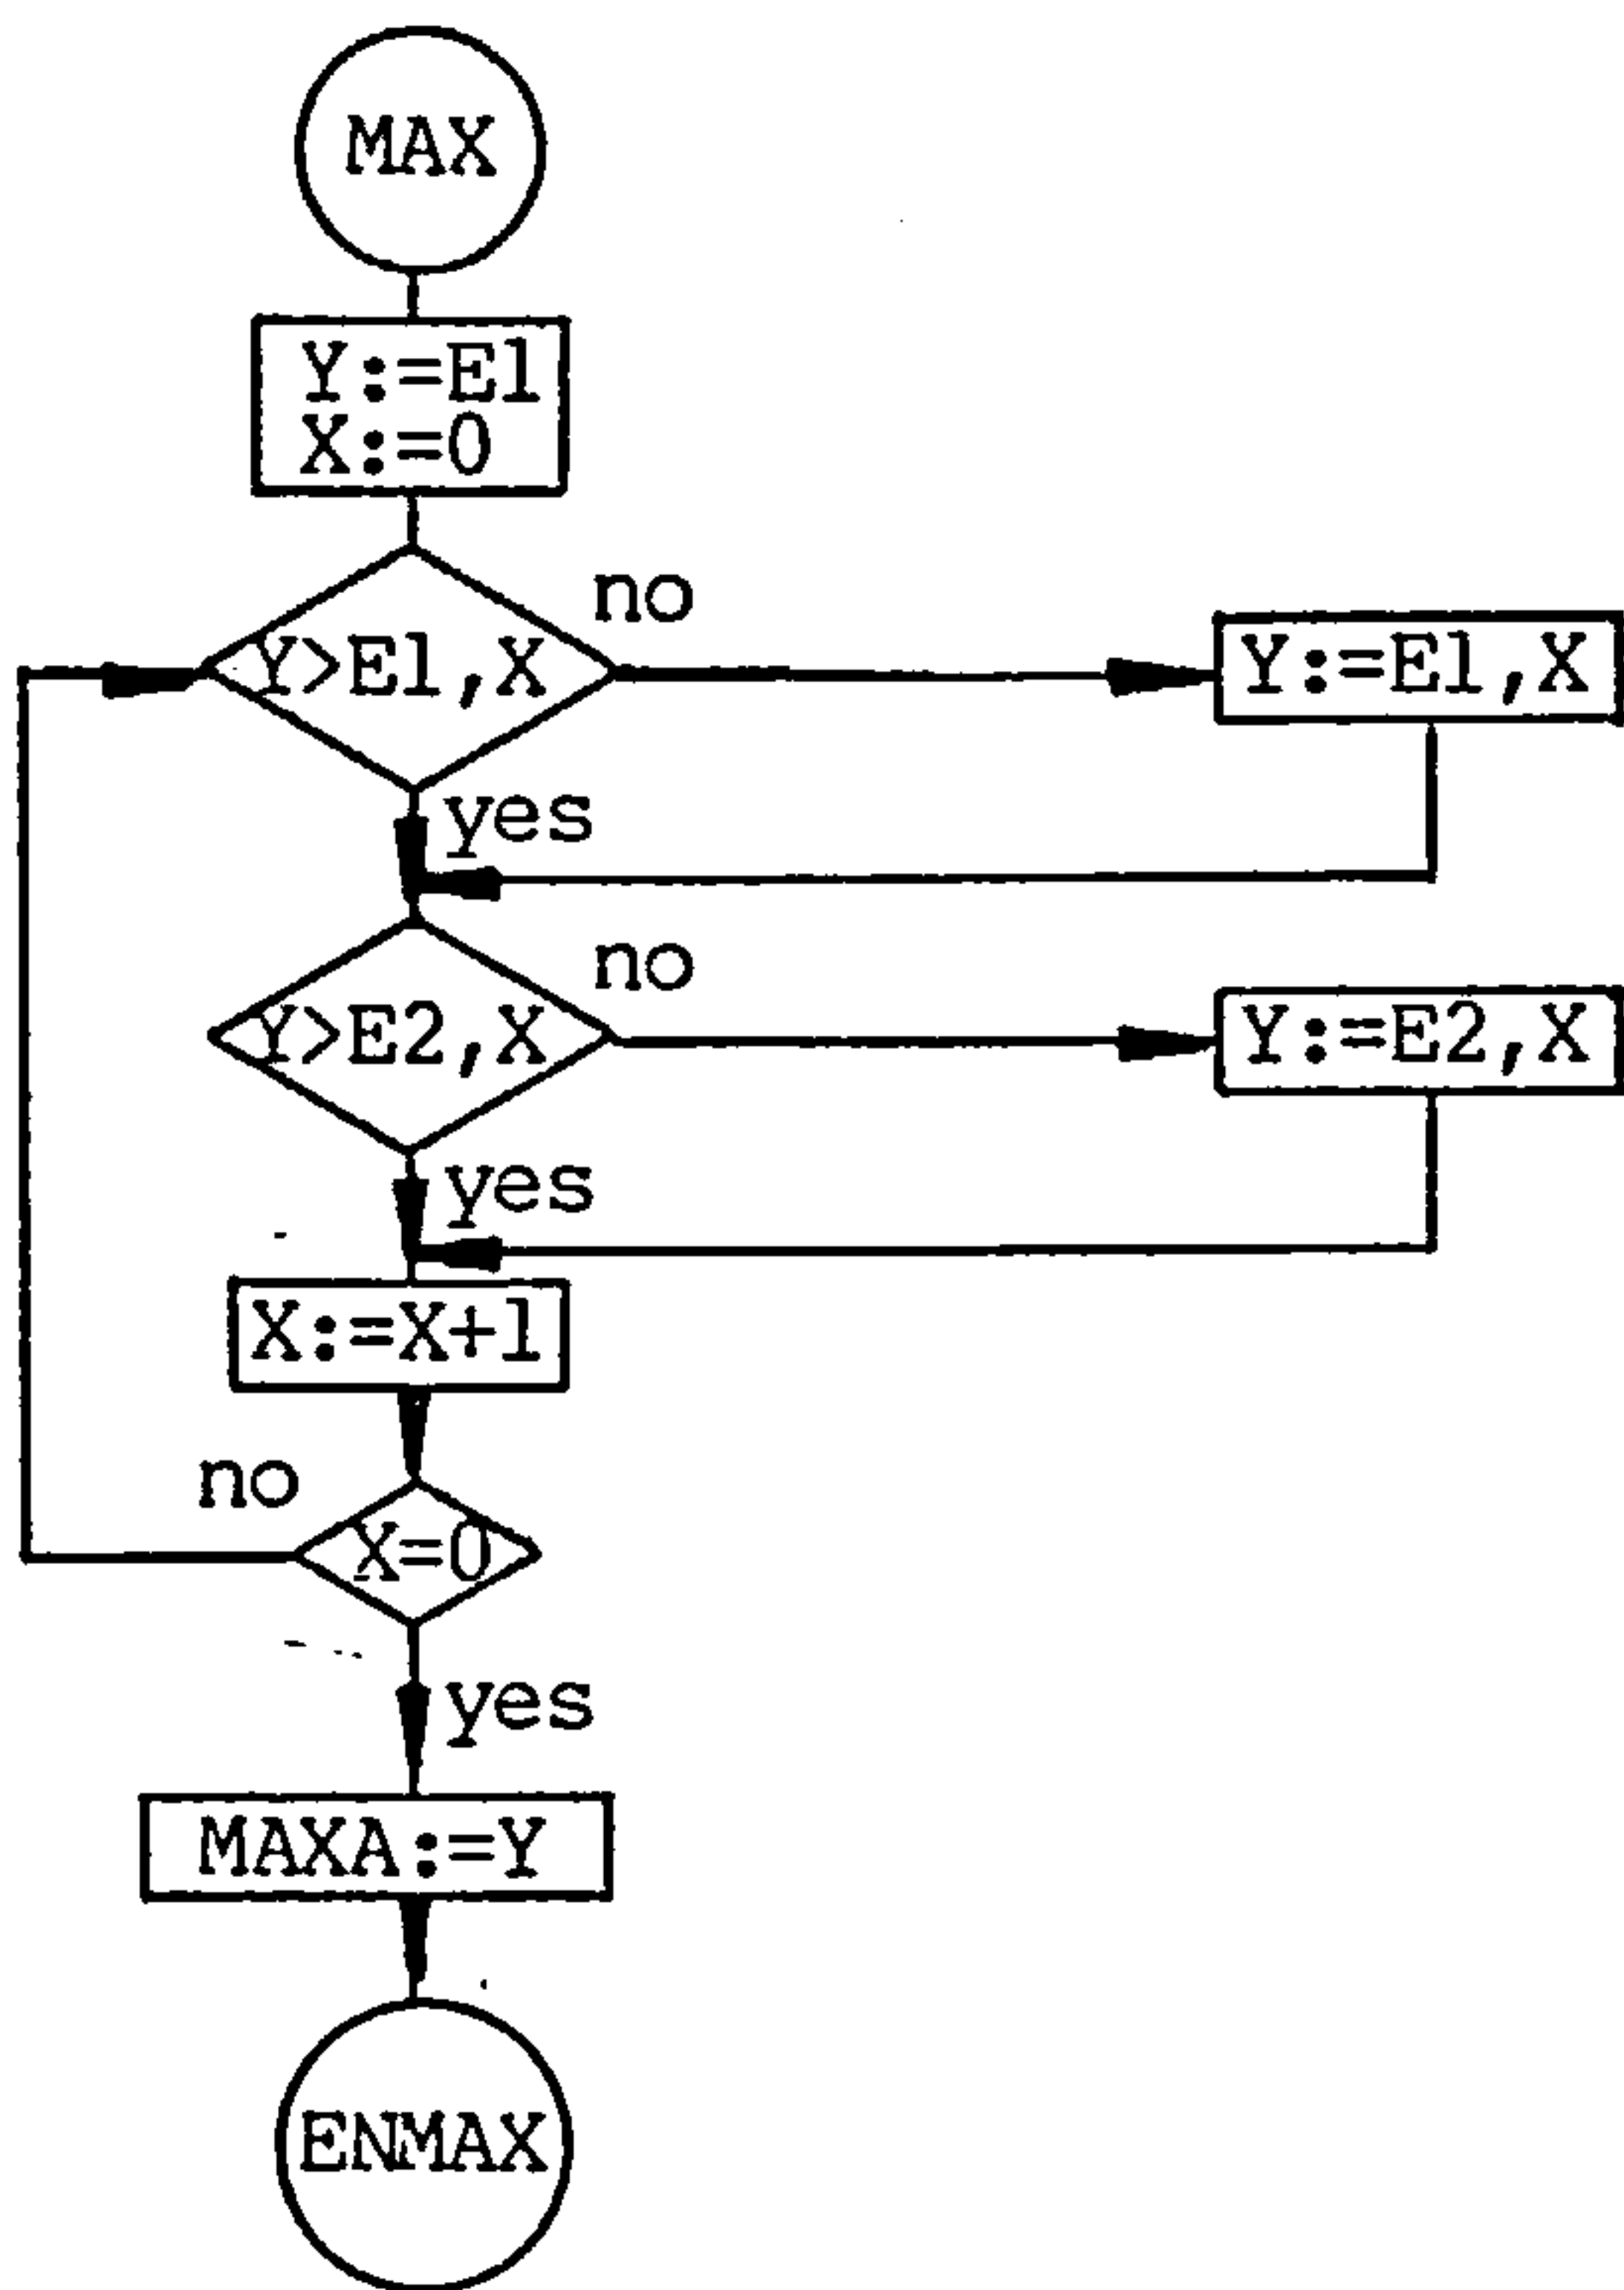 MAX
Y:=E1
X:=0
Y>E1,X
no
Y:=E1,X
yes
Y>E2,X
no
Y:=E2,X
yes
X:=X+1
no
X=0
yes
MAXA:=Y
ENMAX